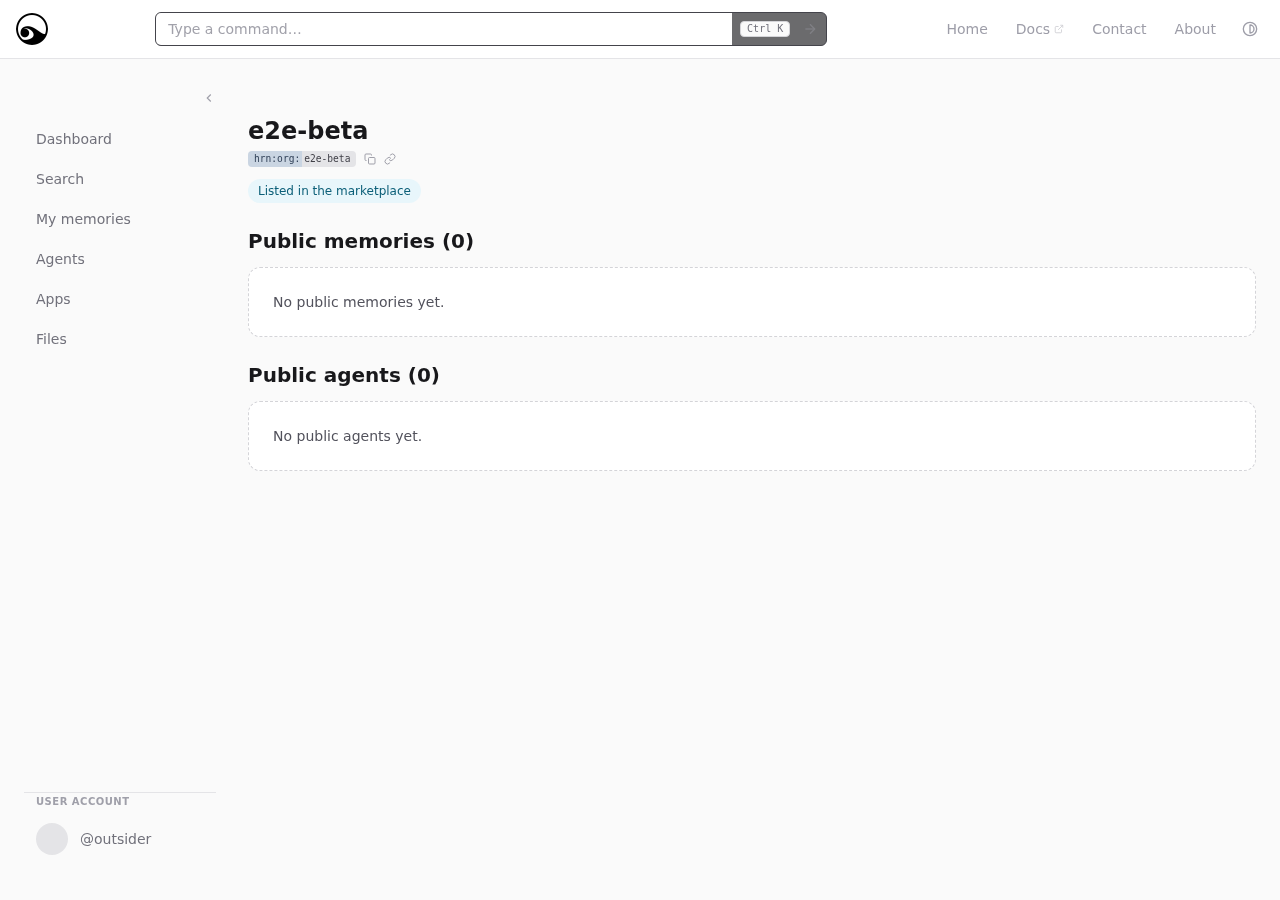 Type a command...
Ctrl K
Home
Docs
Contact
About
Dashboard
Search
My memories
Agents
Apps
Files
e2e-beta
hrn:org: e2e-beta
Listed in the marketplace
Public memories (0)
No public memories yet.
Public agents (0)
No public agents yet.
USER ACCOUNT
@outsider